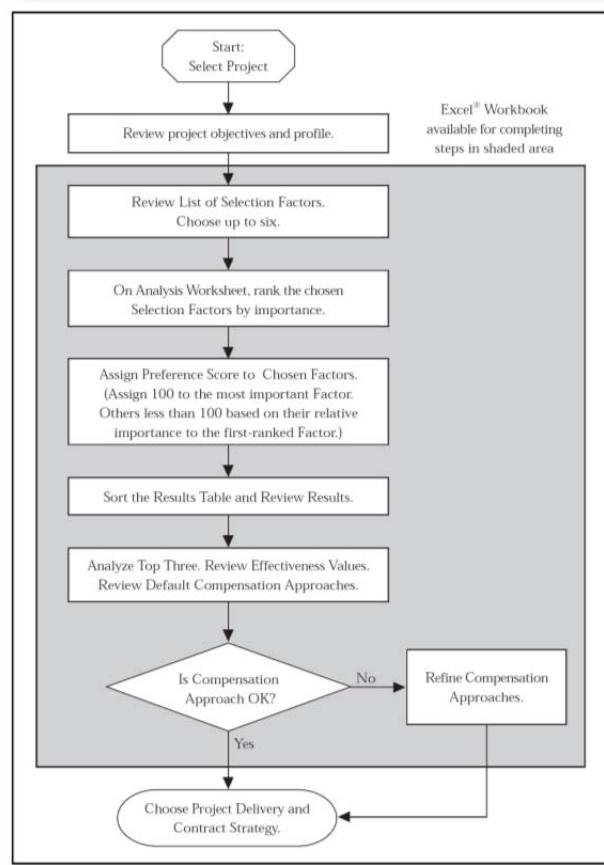 Start:
Select Project
Excel® Workbook
available for completing
steps in shaded area
Review project objectives and profile.
Review List of Selection Factors.
Choose up to six.
On Analysis Worksheet, rank the chosen
Selection Factors by importance.
Assign Preference Score to Chosen Factors.
(Assign 100 to the most important Factor.
Others less than 100 based on their relative
importance to the first-ranked Factor.)
Sort the Results Table and Review Results.
Analyze Top Three. Review Effectiveness Values.
Review Default Compensation Approaches.
Is Compensation
Approach OK?
No
Refine Compensation
Approaches.
Yes
Choose Project Delivery and
Contract Strategy.